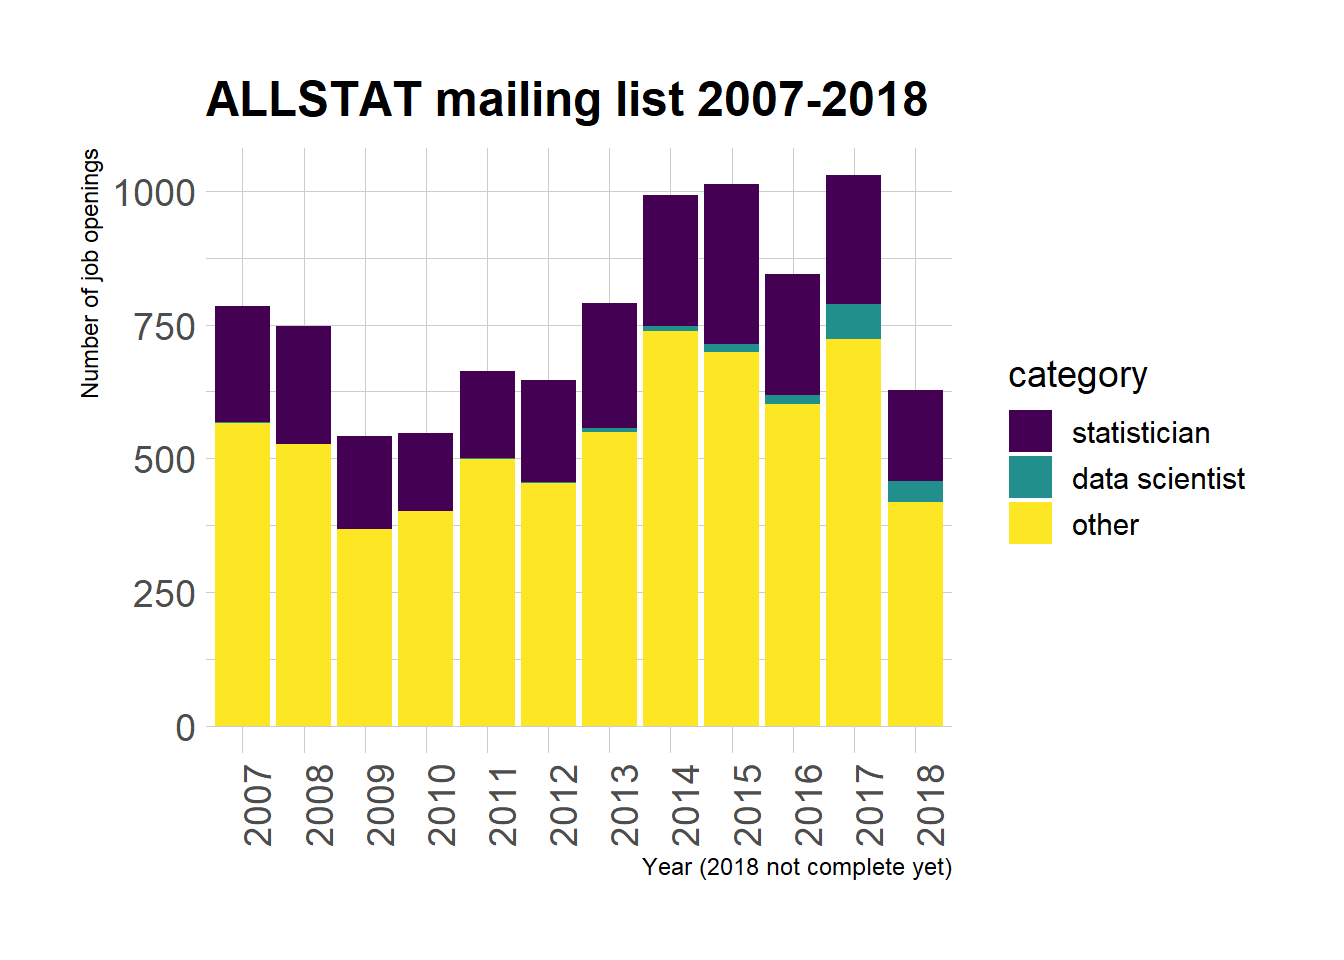 ALLSTAT mailing list 2007-2018
Number of job openings
1000
750
500
250
0
2007 2008 2009 2010 2011 2012 2013 2014 2015 2016 2017 2018
Year (2018 not complete yet)
category
statistician
data scientist
other